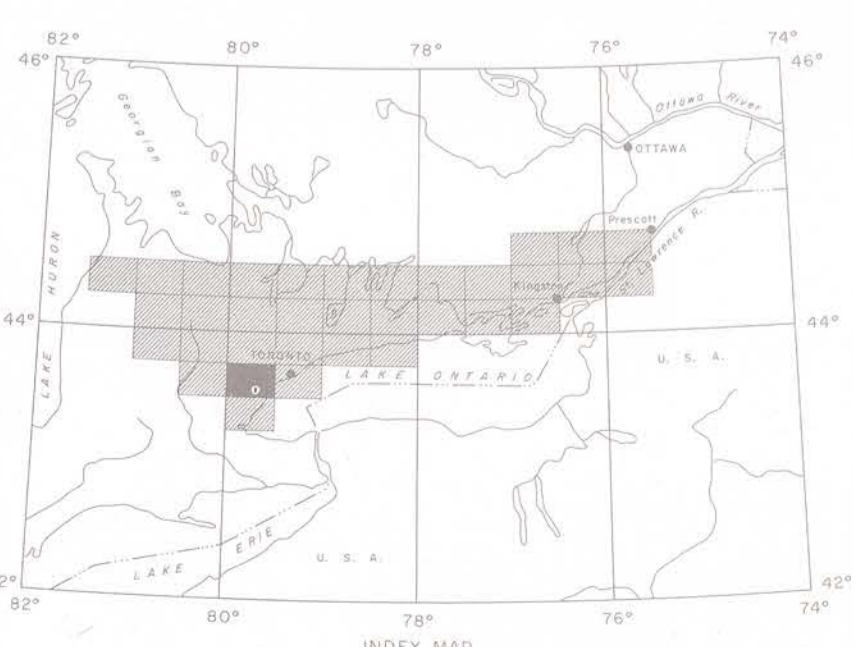 82° 80° 78° 76° 74°
46° 46°
Georgian Bay
Ottawa River
OTTAWA
Prescott
LAKE HURON
Kingston
St. Lawrence R.
44° 44°
TORONTO
LAKE ONTARIO
U. S. A.
LAKE ERIE
U. S. A.
2° 42°
82° 80° 78° 76° 74°
INDEX MAP